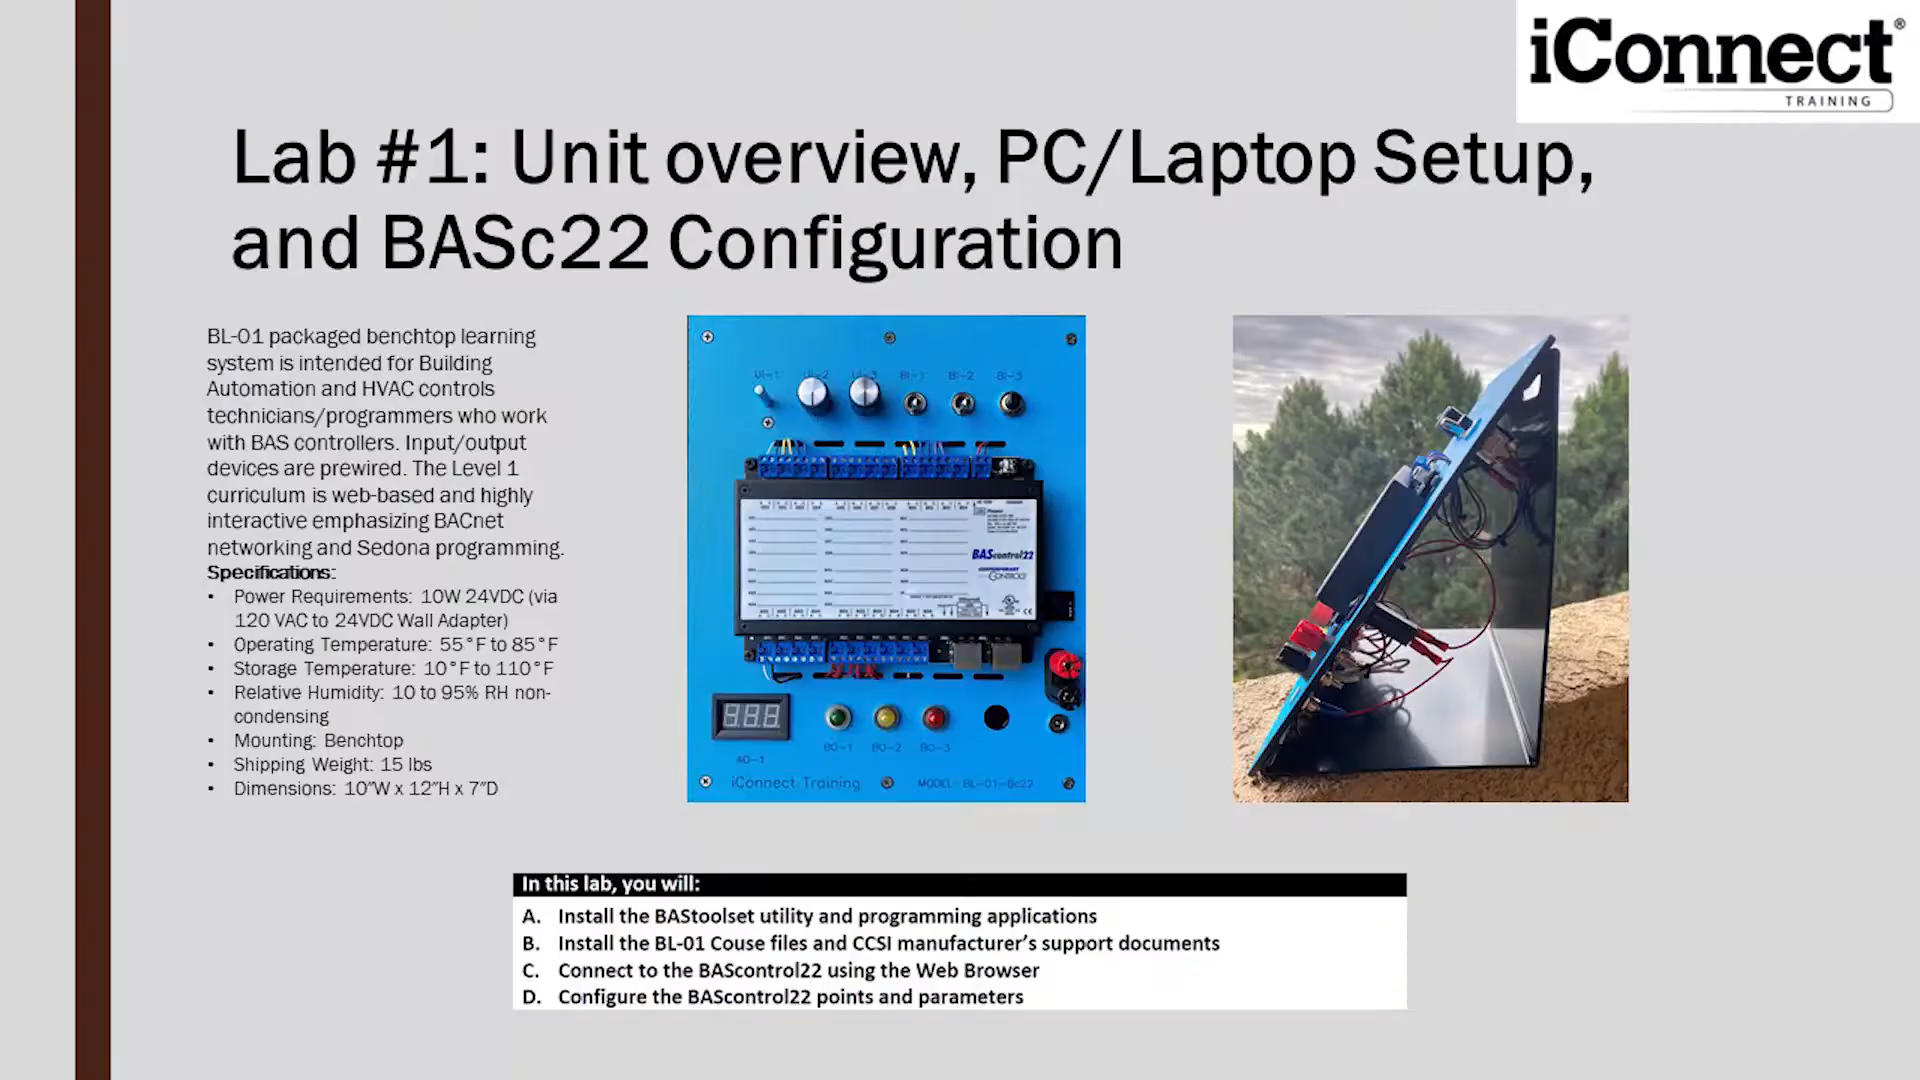 iConnect®
TRAINING
Lab #1: Unit overview, PC/Laptop Setup,
and BASc22 Configuration
BL-01 packaged benchtop learning
system is intended for Building
Automation and HVAC controls
technicians/programmers who work
with BAS controllers. Input/output
devices are prewired. The Level 1
curriculum is web-based and highly
interactive emphasizing BACnet
networking and Sedona programming.
Specifications:
• Power Requirements: 10W 24VDC (via
120 VAC to 24VDC Wall Adapter)
• Operating Temperature: 55°F to 85°F
• Storage Temperature: 10°F to 110°F
• Relative Humidity: 10 to 95% RH non-
condensing
• Mounting: Benchtop
• Shipping Weight: 15 lbs
• Dimensions: 10”W x 12”H x 7”D
UI-1 UI-2 UI-3 BI-1 BI-2 BI-3
BAScontrol22
CONTEMPORARY
CONTROLS
BO-1 BO-2 BO-3
AO-1
iConnect Training MODEL: BL-01-Bc22
In this lab, you will:
A. Install the BAStoolset utility and programming applications
B. Install the BL-01 Couse files and CCSI manufacturer’s support documents
C. Connect to the BAScontrol22 using the Web Browser
D. Configure the BAScontrol22 points and parameters